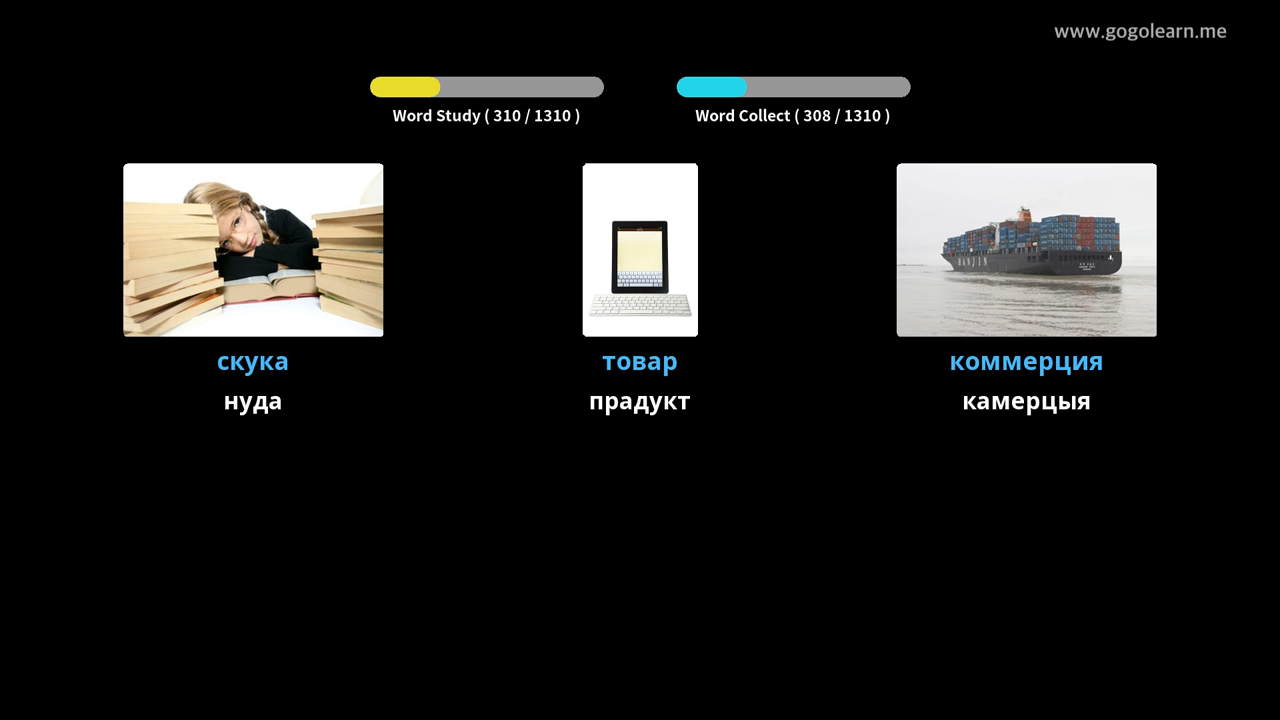 www.gogolearn.me
Word Study ( 310 / 1310 )
Word Collect ( 308 / 1310 )
скука
товар
коммерция
нуда
прадукт
камерцыя